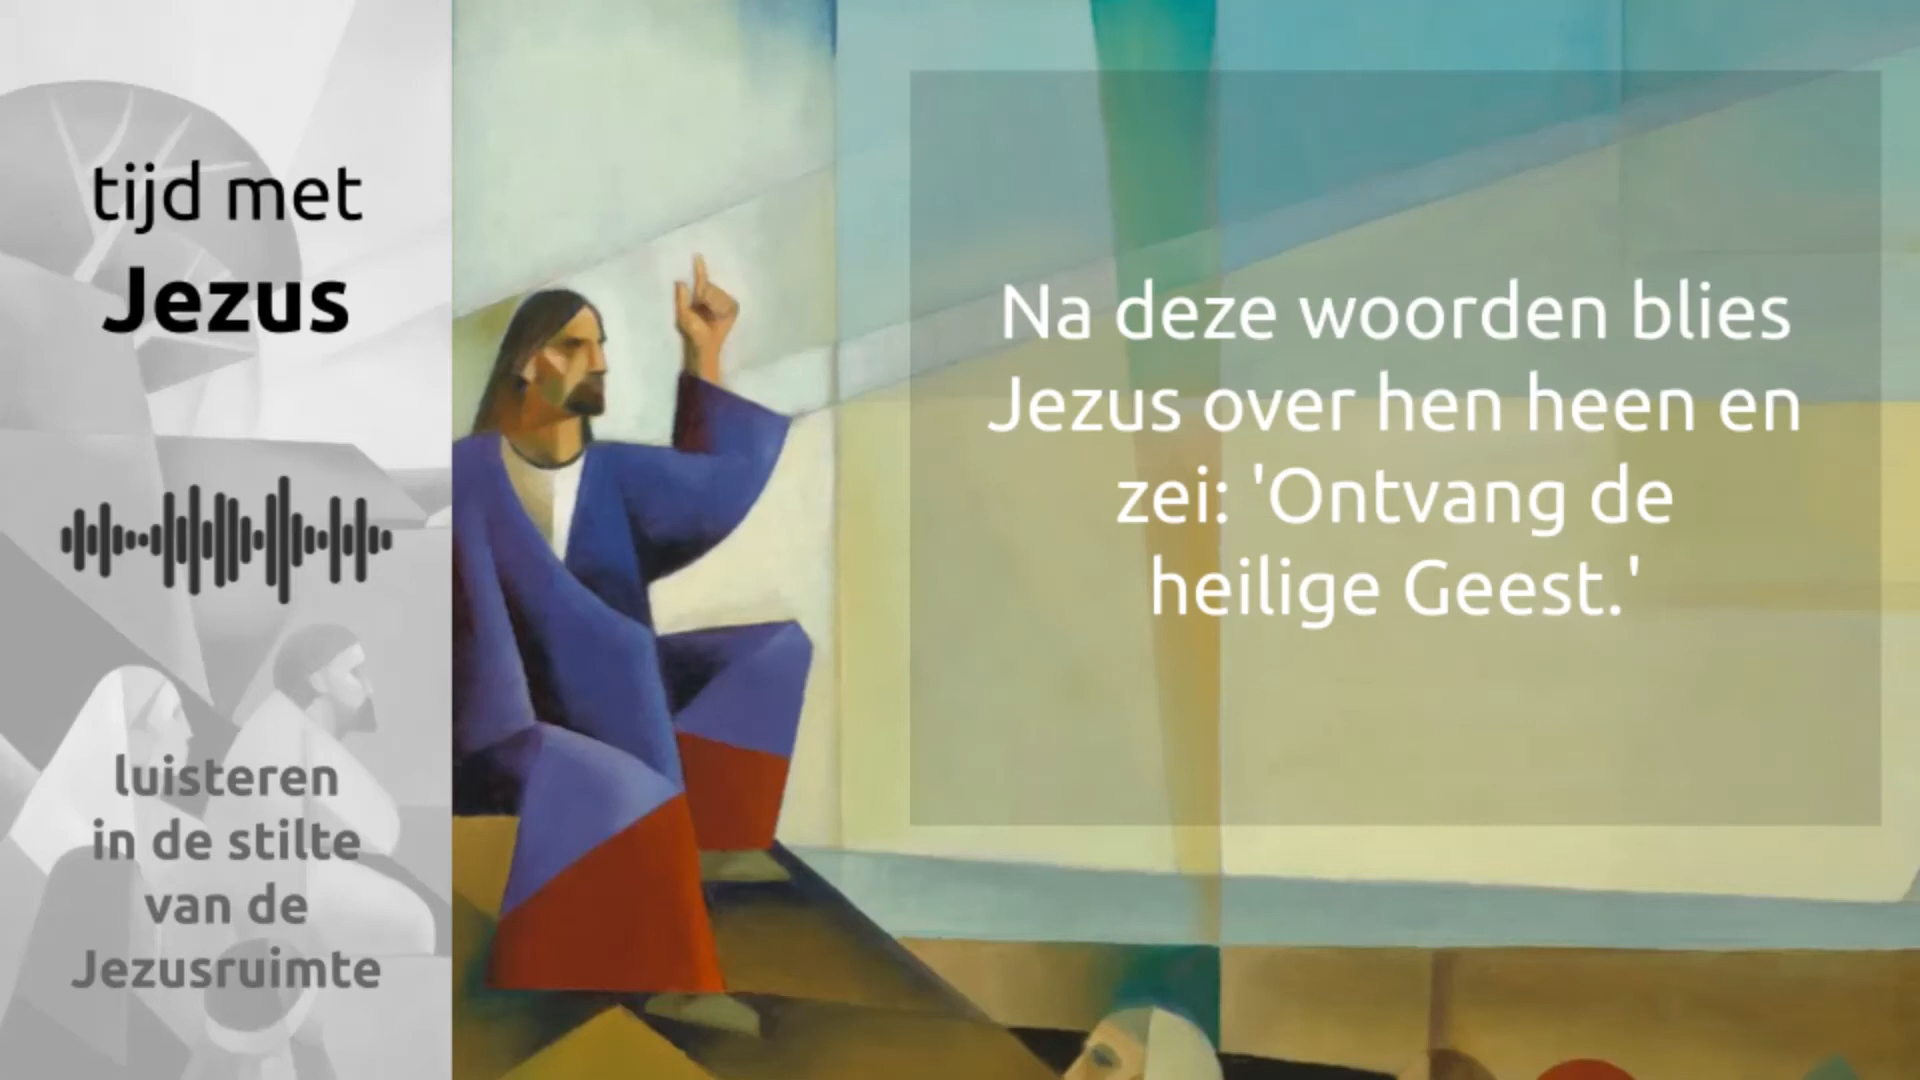 tijd met
Jezus
luisteren
in de stilte
van de
Jezusruimte
Na deze woorden blies
Jezus over hen heen en
zei: 'Ontvang de
heilige Geest.'